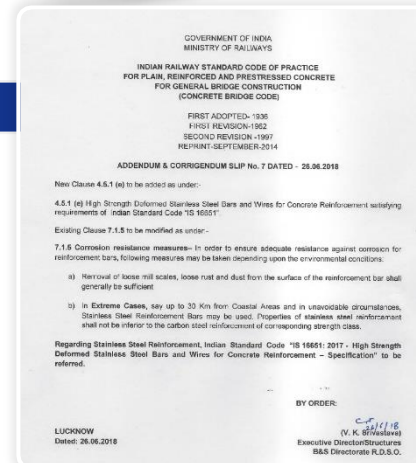 GOVERNMENT OF INDIA
MINISTRY OF RAILWAYS
INDIAN RAILWAY STANDARD CODE OF PRACTICE
FOR PLAIN, REINFORCED AND PRESTRESSED CONCRETE
FOR GENERAL BRIDGE CONSTRUCTION
(CONCRETE BRIDGE CODE)
FIRST ADOPTED- 1936
FIRST REVISION-1962
SECOND REVISION -1997
REPRINT-SEPTEMBER-2014
ADDENDUM & CORRIGENDUM SLIP No. 7 DATED - 26.06.2018
New Clause 4.5.1 (e) to be added as under:-
4.5.1 (e) High Strength Deformed Stainless Steel Bars and Wires for Concrete Reinforcement satisfying
requirements of Indian Standard Code "IS 16651".
Existing Clause 7.1.5 to be modified as under -
7.1.5 Corrosion resistance measures– In order to ensure adequate resistance against corrosion for
reinforcement bars, following measures may be taken depending upon the environmental conditions:
a) Removal of loose mill scales, loose rust and dust from the surface of the reinforcement bar shall
generally be sufficient
b) In Extreme Cases, say up to 30 Km from Coastal Areas and in unavoidable circumstances,
Stainless Steel Reinforcement Bars may be used. Properties of stainless steel reinforcement
shall not be inferior to the carbon steel reinforcement of corresponding strength class.
Regarding Stainless Steel Reinforcement, Indian Standard Code "IS 16651: 2017 - High Strength
Deformed Stainless Steel Bars and Wires for Concrete Reinforcement – Specification" to be
referred.
BY ORDER:
26/6/18
(V. K. Srivastava)
LUCKNOW
Dated: 26.06.2018
Executive Director/Structures
B&S Directorate R.D.S.O.